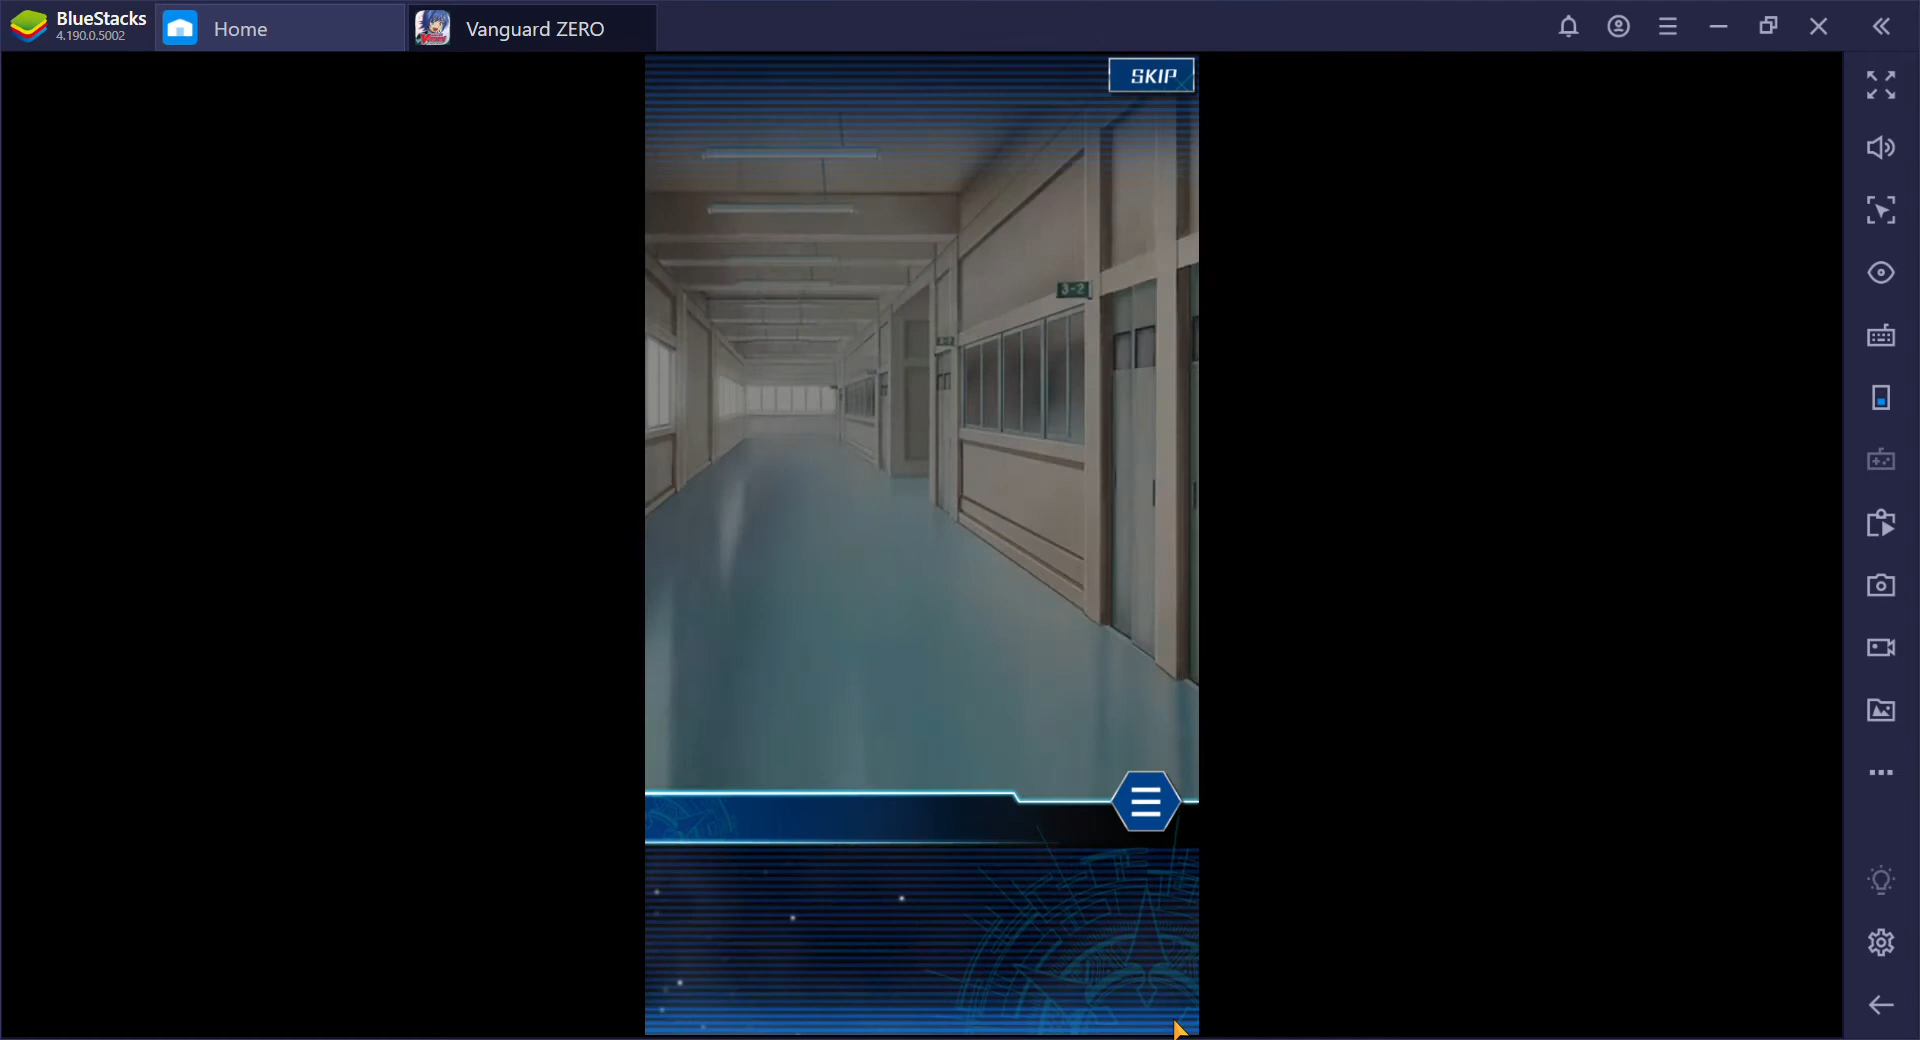 BlueStacks
4.190.0.5002
Home
Vanguard ZERO
SKIP
3-2